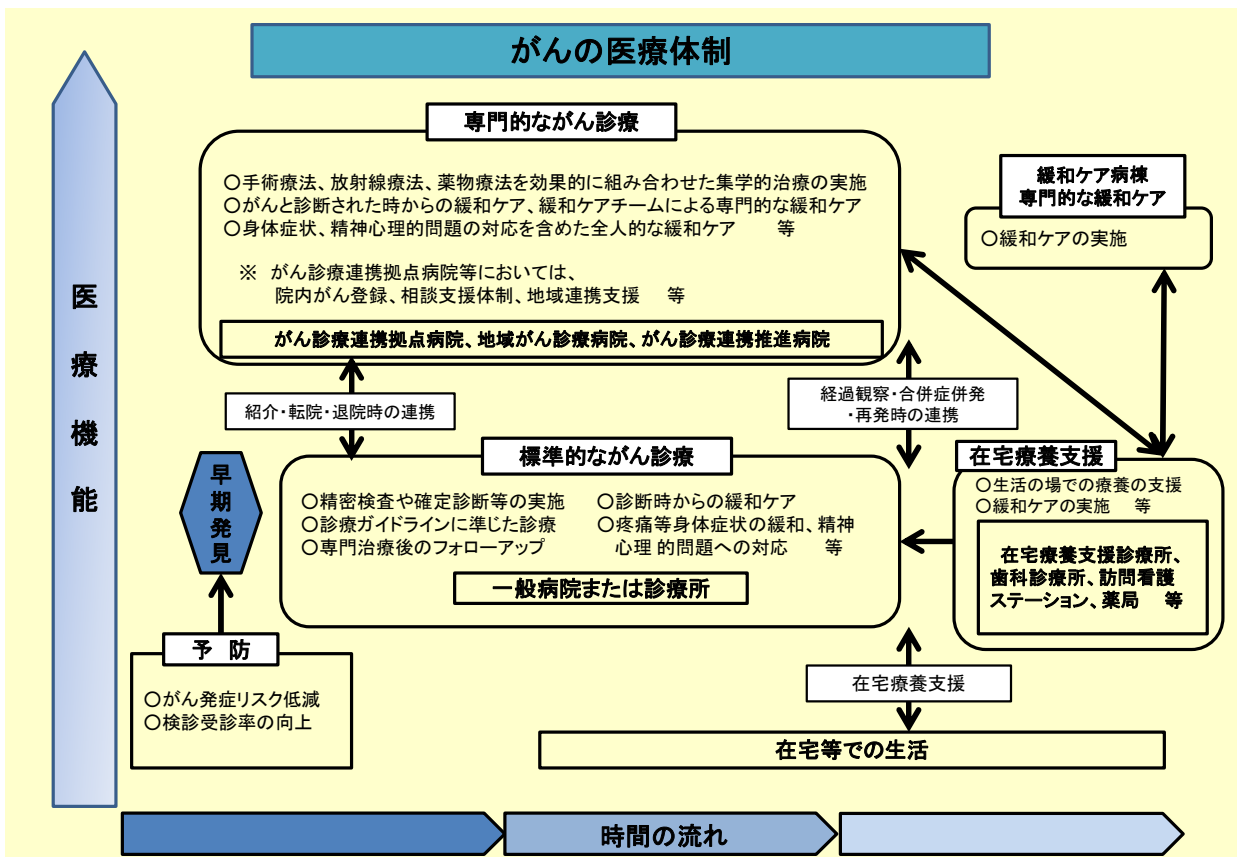 がんの医療体制
医療機能
専門的ながん診療
○手術療法、放射線療法、薬物療法を効果的に組み合わせた集学的治療の実施
○がんと診断された時からの緩和ケア、緩和ケアチームによる専門的な緩和ケア
○身体症状、精神心理的問題の対応を含めた全人的な緩和ケア　等
※ がん診療連携拠点病院等においては、
院内がん登録、相談支援体制、地域連携支援　等
がん診療連携拠点病院、地域がん診療病院、がん診療連携推進病院
緩和ケア病棟
専門的な緩和ケア
○緩和ケアの実施
紹介・転院・退院時の連携
経過観察・合併症併発
・再発時の連携
早期発見
標準的ながん診療
○精密検査や確定診断等の実施
○診療ガイドラインに準じた診療
○専門治療後のフォローアップ
○診断時からの緩和ケア
○疼痛等身体症状の緩和、精神
心理 的問題への対応　等
一般病院または診療所
在宅療養支援
○生活の場での療養の支援
○緩和ケアの実施　等
在宅療養支援診療所、
歯科診療所、訪問看護
ステーション、薬局　等
予 防
○がん発症リスク低減
○検診受診率の向上
在宅療養支援
在宅等での生活
時間の流れ